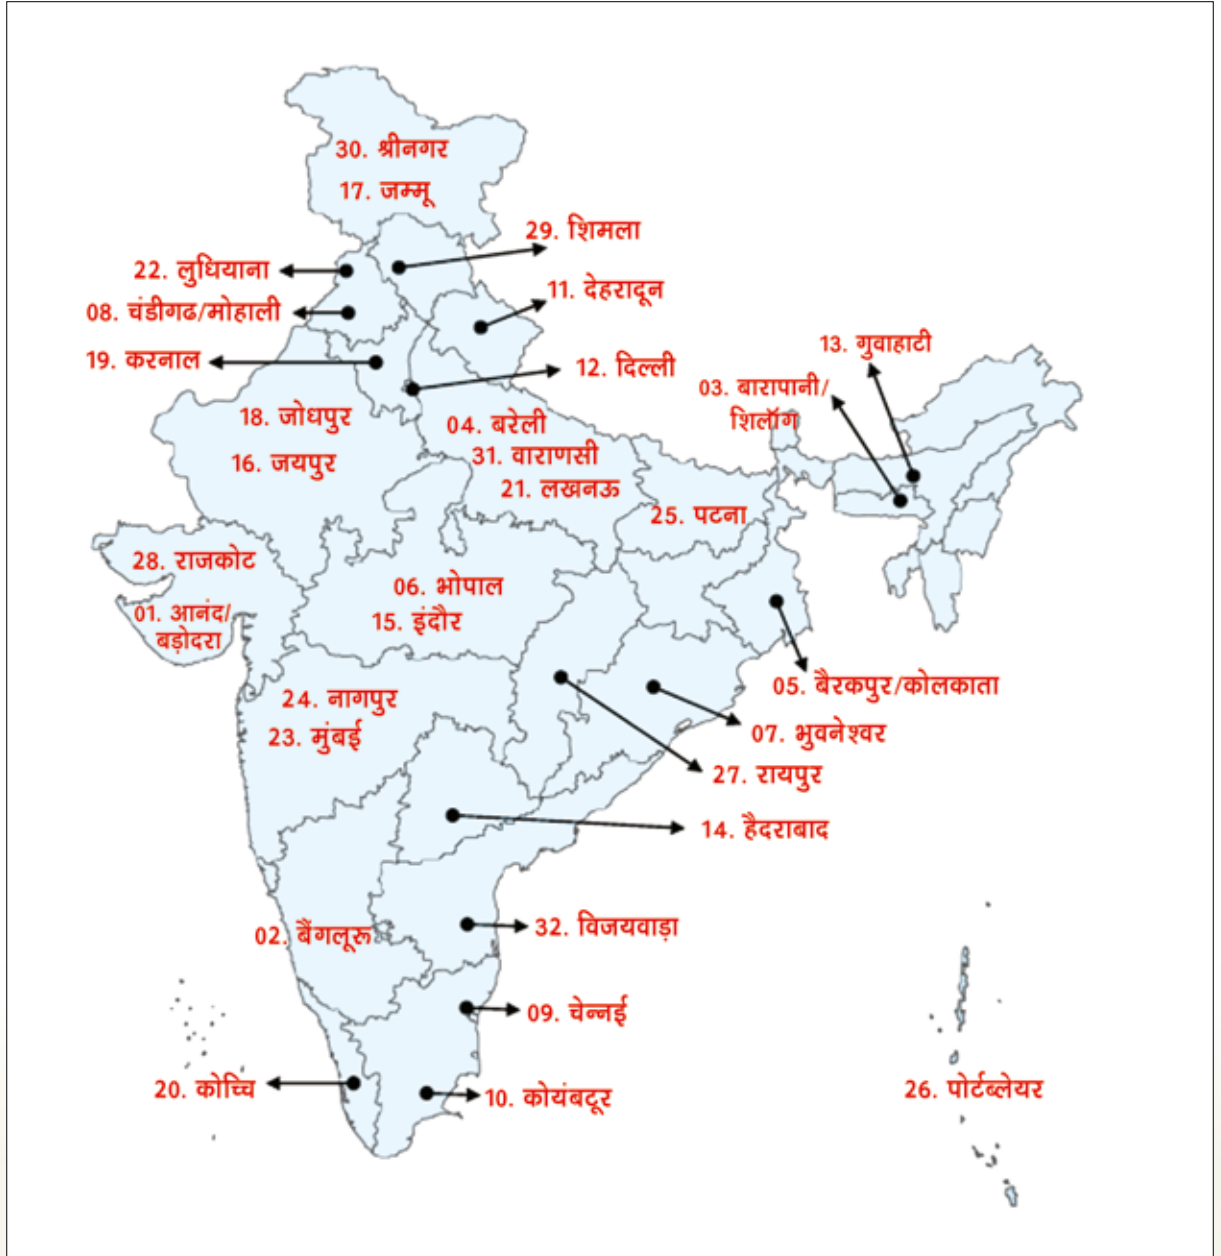 30. श्रीनगर
17. जम्मू
29. शिमला
22. लुधियाना
11. देहरादून
08. चंडीगढ/मोहाली
13. गुवाहाटी
19. करनाल
12. दिल्ली
03. बारापानी/
शिलॉग
18. जोधपुर
04. बरेली
16. जयपुर
31. वाराणसी
21. लखनऊ
25. पटना
28. राजकोट
06. भोपाल
01. आनंद/
बड़ोदरा
15. इंदौर
05. बैरकपुर/कोलकाता
24. नागपुर
23. मुंबई
07. भुवनेश्वर
27. रायपुर
14. हैदराबाद
02. बैंगलूरू
32. विजयवाड़ा
09. चेन्नई
20. कोच्चि
10. कोयंबटूर
26. पोर्टब्लेयर